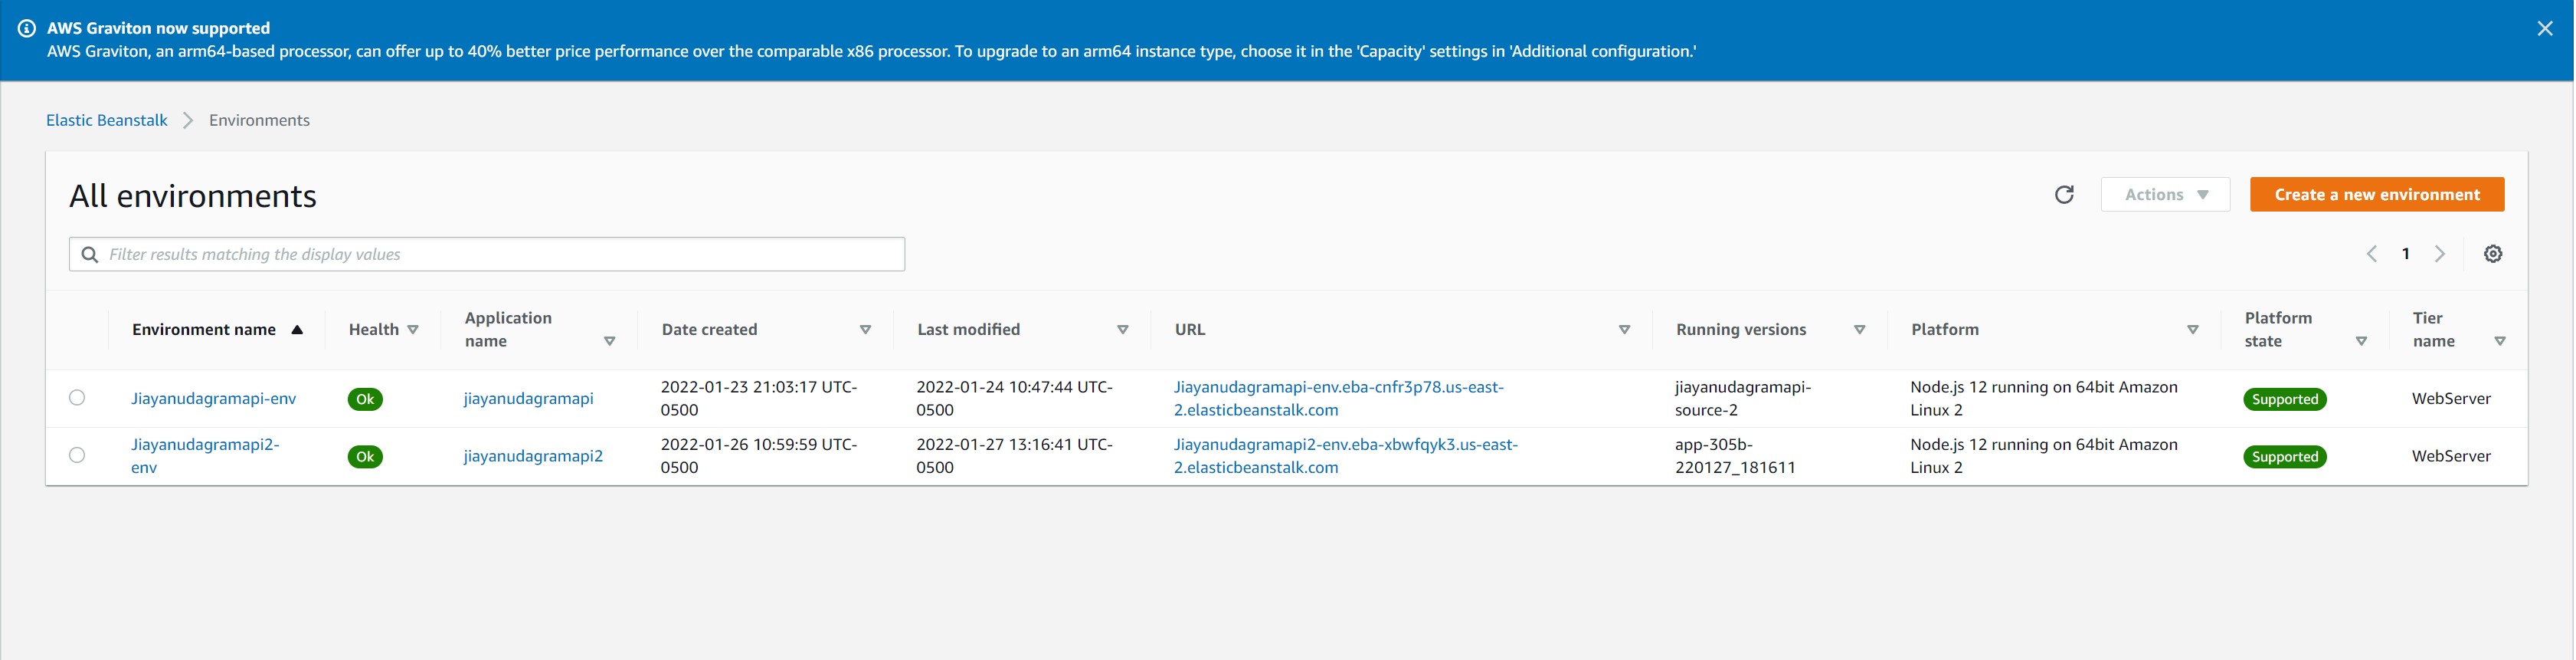 AWS Graviton now supported
AWS Graviton, an arm64-based processor, can offer up to 40% better price performance over the comparable x86 processor. To upgrade to an arm64 instance type, choose it in the 'Capacity' settings in 'Additional configuration.'
Elastic Beanstalk > Environments
All environments
Actions
Create a new environment
Filter results matching the display values
1
Environment name
Health
Application
name
Date created
Last modified
URL
Running versions
Platform
Platform
state
Tier
name
Jiayanudagramapi-env
Ok
jiayanudagramapi
2022-01-23 21:03:17 UTC-
0500
2022-01-24 10:47:44 UTC-
0500
Jiayanudagramapi-env.eba-cnfr3p78.us-east-
2.elasticbeanstalk.com
jiayanudagramapi-
source-2
Node.js 12 running on 64bit Amazon
Linux 2
Supported
WebServer
Jiayanudagramapi2-
env
Ok
jiayanudagramapi2
2022-01-26 10:59:59 UTC-
0500
2022-01-27 13:16:41 UTC-
0500
Jiayanudagramapi2-env.eba-xbwfqyk3.us-east-
2.elasticbeanstalk.com
app-305b-
220127_181611
Node.js 12 running on 64bit Amazon
Linux 2
Supported
WebServer